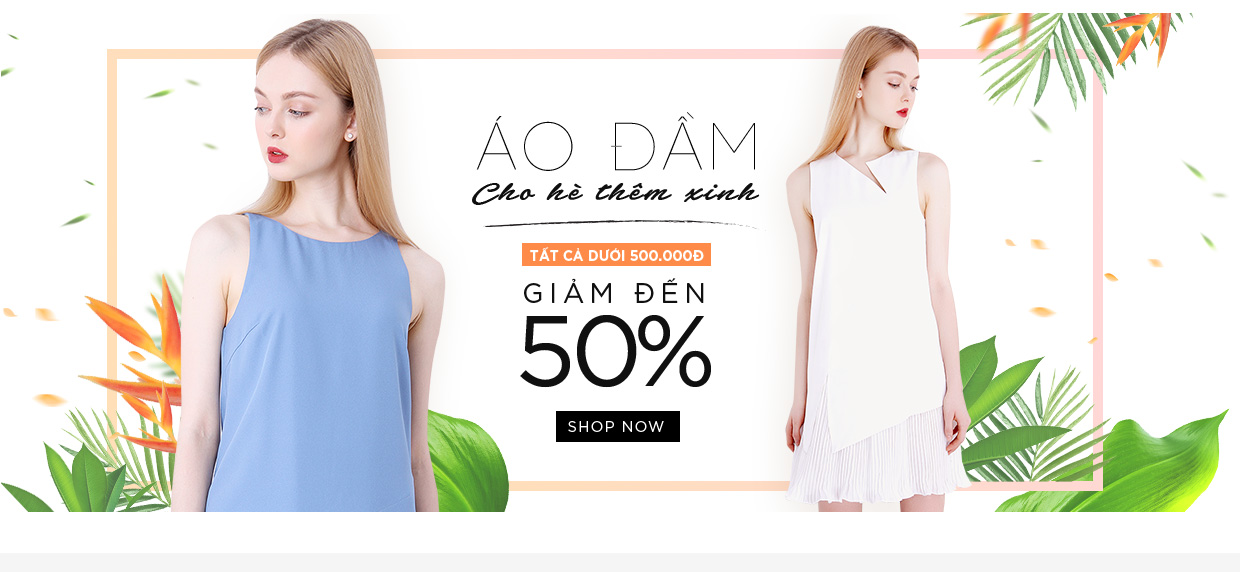 ÁO ĐẦM
Cho hè thêm xinh
TẤT CẢ DƯỚI 500.000Đ
GIẢM ĐẾN
50%
SHOP NOW